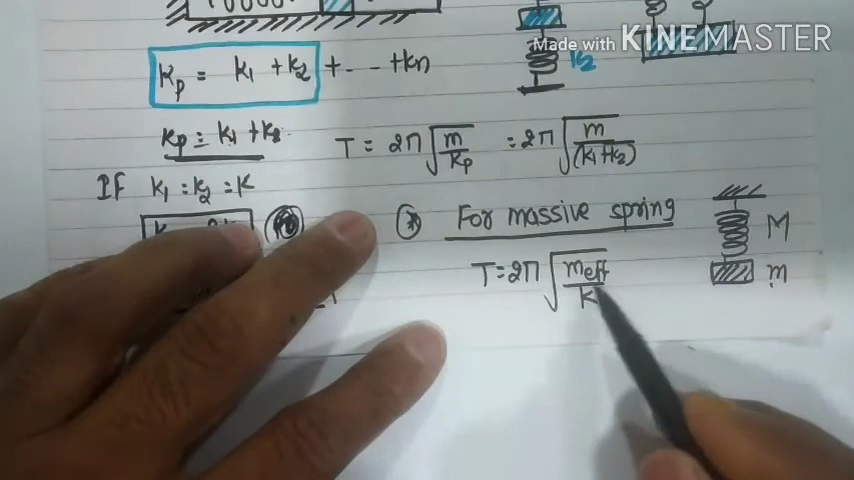 Made with KINEMASTER
Kp = k1 + k2 + - - - + kn
k2
Kp = k1 + k2
T = 2π √m/Kp = 2π √m/(k1+k2)
IF k1 = k2 = K
(*) For massive spring
M
T = 2π √meff/K
m